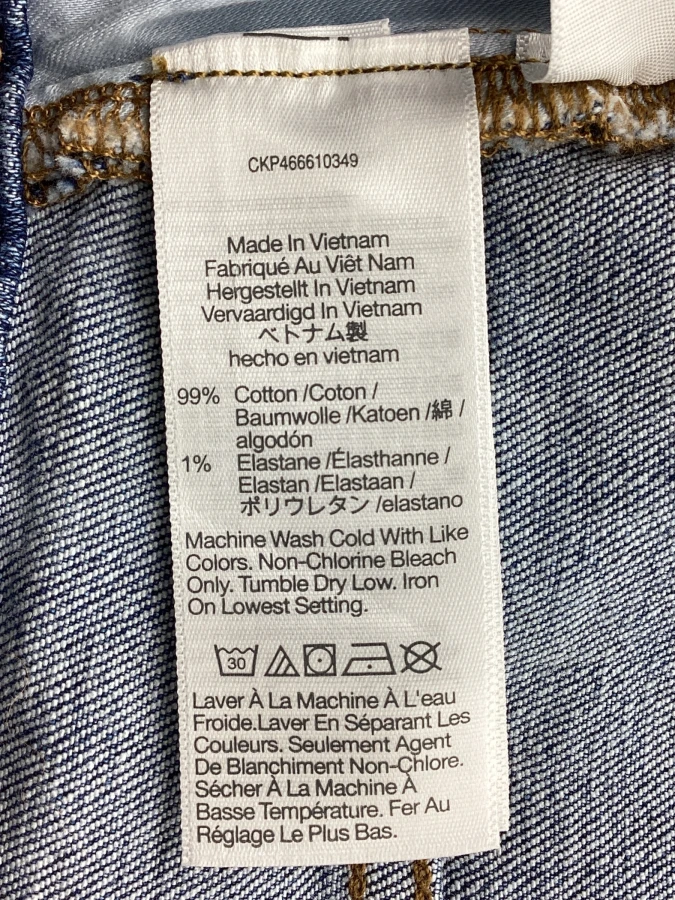 CKP466610349
Made In Vietnam
Fabriqué Au Viêt Nam
Hergestellt In Vietnam
Vervaardigd In Vietnam
ベトナム製
hecho en vietnam
99% Cotton /Coton /
Baumwolle /Katoen /綿 /
algodón
1% Elastane /Élasthanne /
Elastan /Elastaan /
ポリウレタン /elastano
Machine Wash Cold With Like
Colors. Non-Chlorine Bleach
Only. Tumble Dry Low. Iron
On Lowest Setting.
30
Laver À La Machine À L'eau
Froide.Laver En Séparant Les
Couleurs. Seulement Agent
De Blanchiment Non-Chlore.
Sécher À La Machine À
Basse Température. Fer Au
Réglage Le Plus Bas.